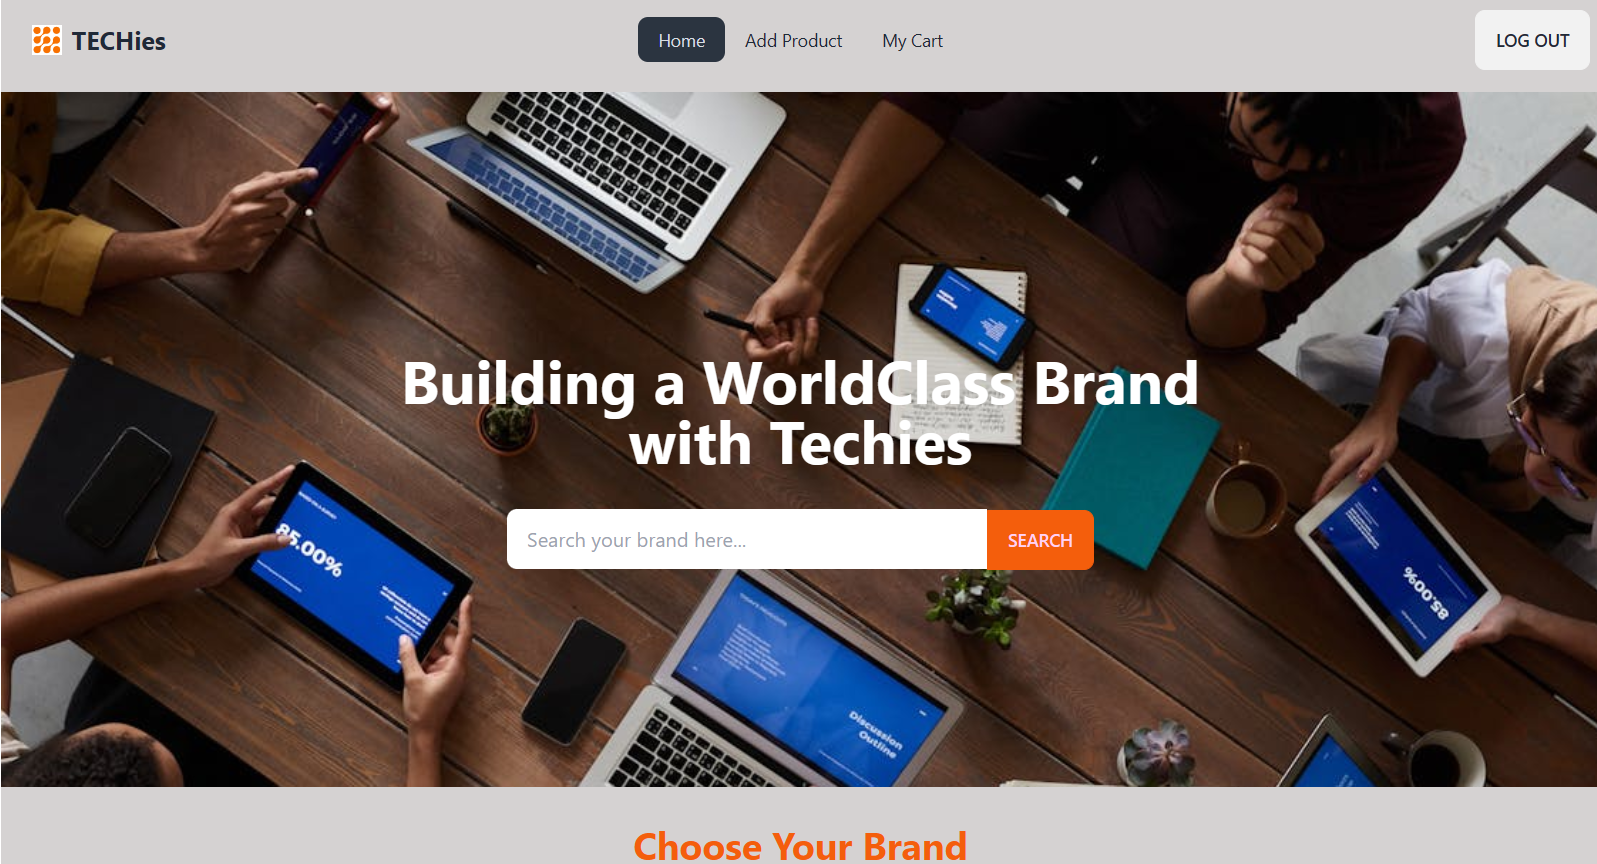 TECHies
Home
Add Product
My Cart
LOG OUT
Building a WorldClass Brand
with Techies
Search your brand here...
SEARCH
85.00%
85.00%
Discussion
Outline
Choose Your Brand